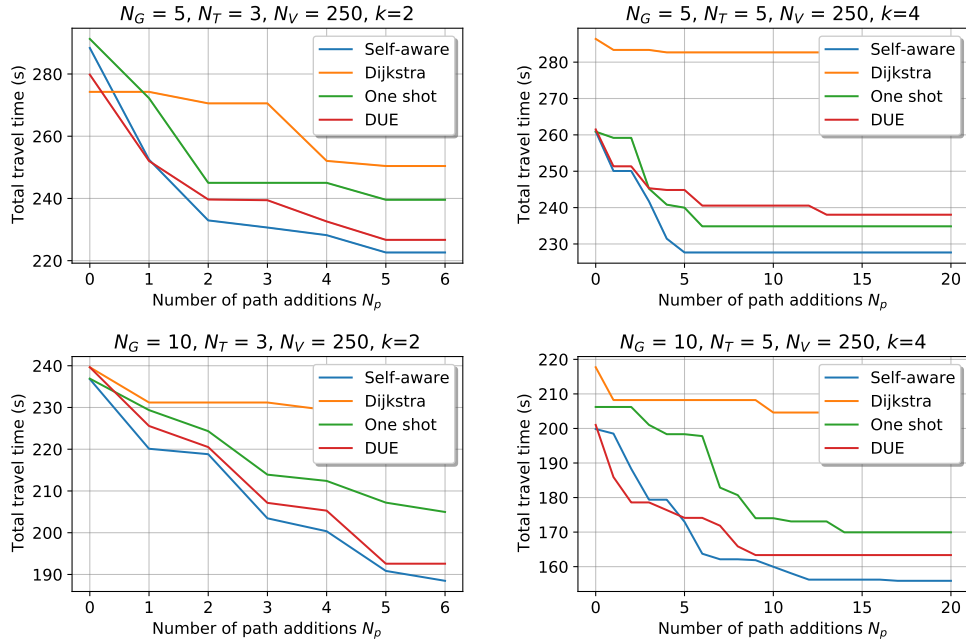 N_G = 5, N_T = 3, N_V = 250, k=2
Total travel time (s)
280
260
240
220
0 1 2 3 4 5 6
Number of path additions N_p
Self-aware
Dijkstra
One shot
DUE
N_G = 5, N_T = 5, N_V = 250, k=4
Total travel time (s)
280
270
260
250
240
230
0 5 10 15 20
Number of path additions N_p
Self-aware
Dijkstra
One shot
DUE
N_G = 10, N_T = 3, N_V = 250, k=2
Total travel time (s)
240
230
220
210
200
190
0 1 2 3 4 5 6
Number of path additions N_p
Self-aware
Dijkstra
One shot
DUE
N_G = 10, N_T = 5, N_V = 250, k=4
Total travel time (s)
220
210
200
190
180
170
160
0 5 10 15 20
Number of path additions N_p
Self-aware
Dijkstra
One shot
DUE